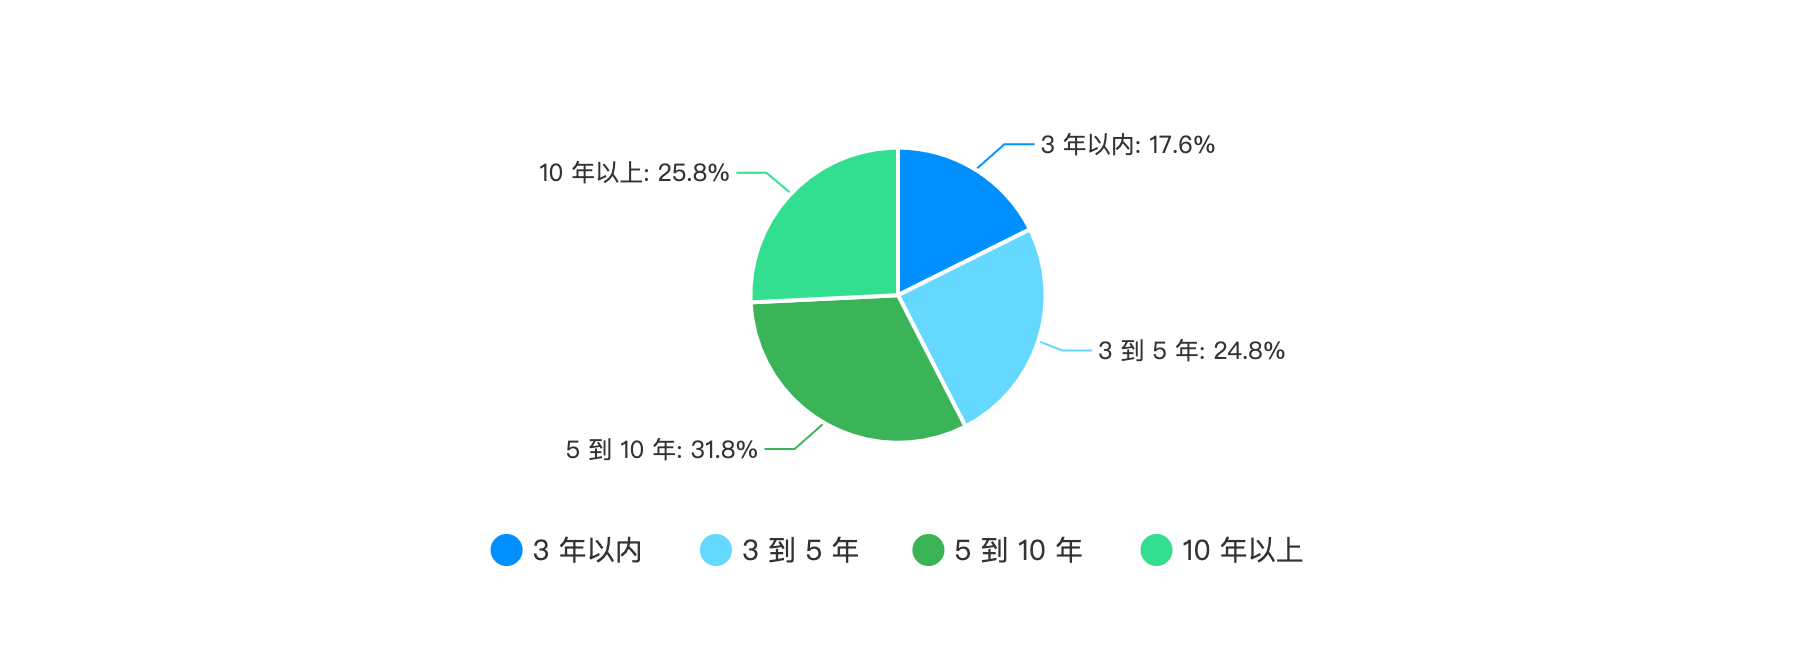 3 年以内: 17.6%
10 年以上: 25.8%
3 到 5 年: 24.8%
5 到 10 年: 31.8%
3 年以内 3 到 5 年 5 到 10 年 10 年以上